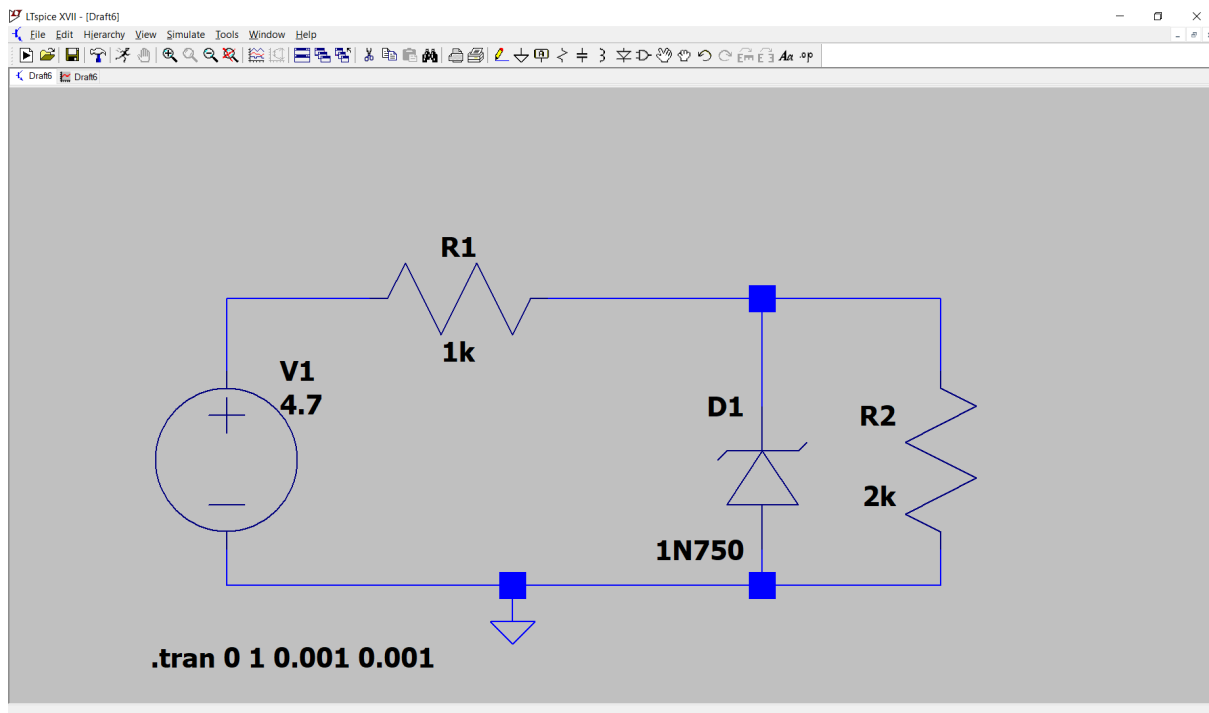 LTspice XVII - [Draft6]
File Edit Hierarchy View Simulate Tools Window Help
Draft6 Draft6
R1
1k
V1
4.7
D1
R2
2k
1N750
.tran 0 1 0.001 0.001